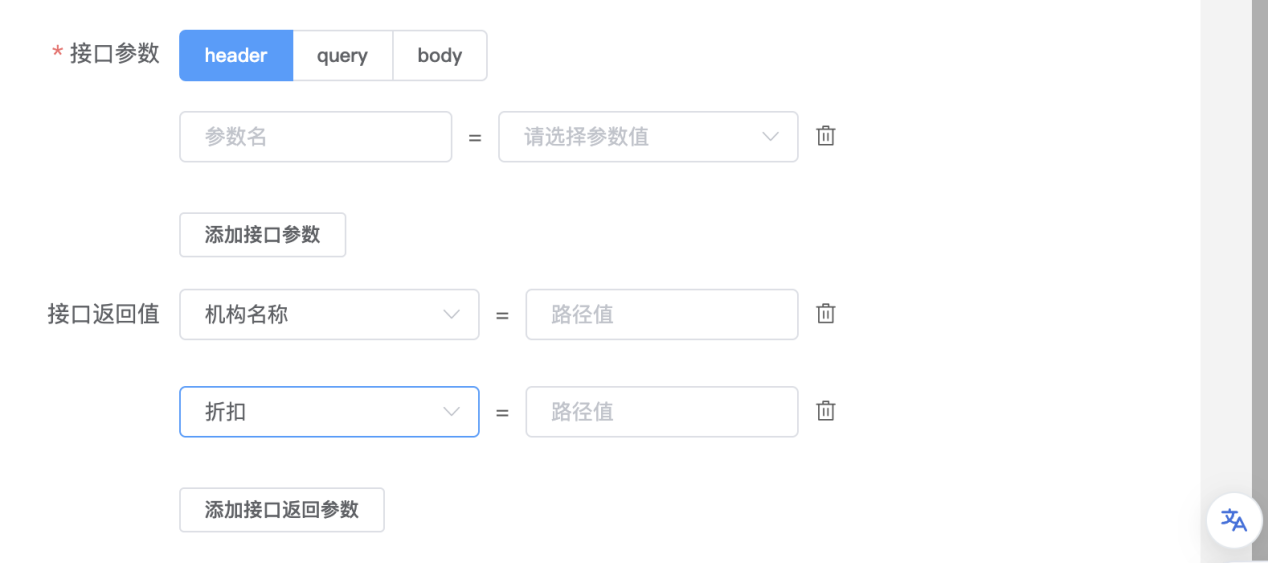 * 接口参数 header query body
参数名 = 请选择参数值
添加接口参数
接口返回值 机构名称 = 路径值
折扣 = 路径值
添加接口返回参数